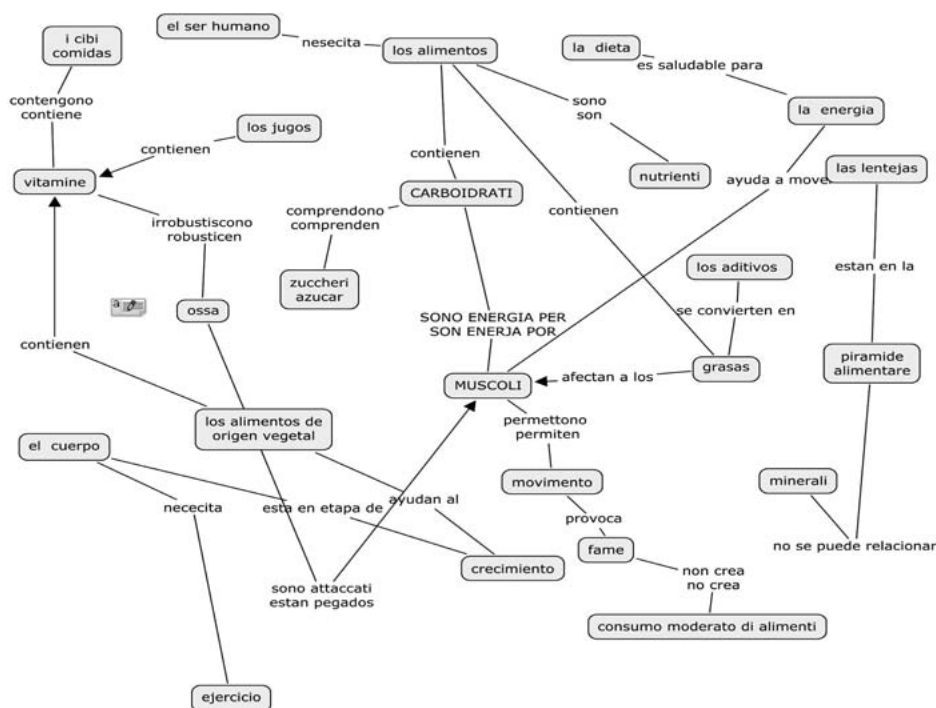 el ser humano
i cibi
comidas
nesecita
los alimentos
la dieta
es saludable para
la energia
contengono
contiene
sono
son
los jugos
contienen
contienen
vitamine
nutrienti
las lentejas
ayuda a mover
CARBOIDRATI
irrobustiscono
robusticen
comprendono
comprenden
contienen
zuccheri
azucar
los aditivos
estan en la
a
ossa
SONO ENERGIA PER
SON ENERJA POR
se convierten en
contienen
piramide
alimentare
grasas
afectan a los
MUSCOLI
los alimentos de
origen vegetal
permettono
permiten
el cuerpo
movimento
minerali
nececita
esta en etapa de
ayudan al
provoca
fame
no se puede relacionar
crecimiento
non crea
no crea
sono attaccati
estan pegados
consumo moderato di alimenti
ejercicio